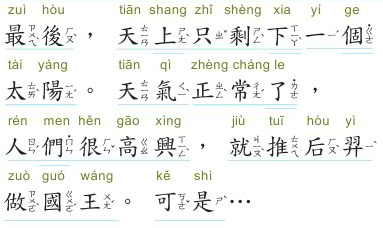 zuì hòu tiān shang zhǐ shèng xia yí ge
最後，天上只剩下一個
tài yáng tiān qì zhèng cháng le
太陽。天氣正常了，
rén men hěn gāo xìng jiù tuī hòu yì
人們很高興，就推后羿
zuò guó wáng kě shì
做國王。可是…